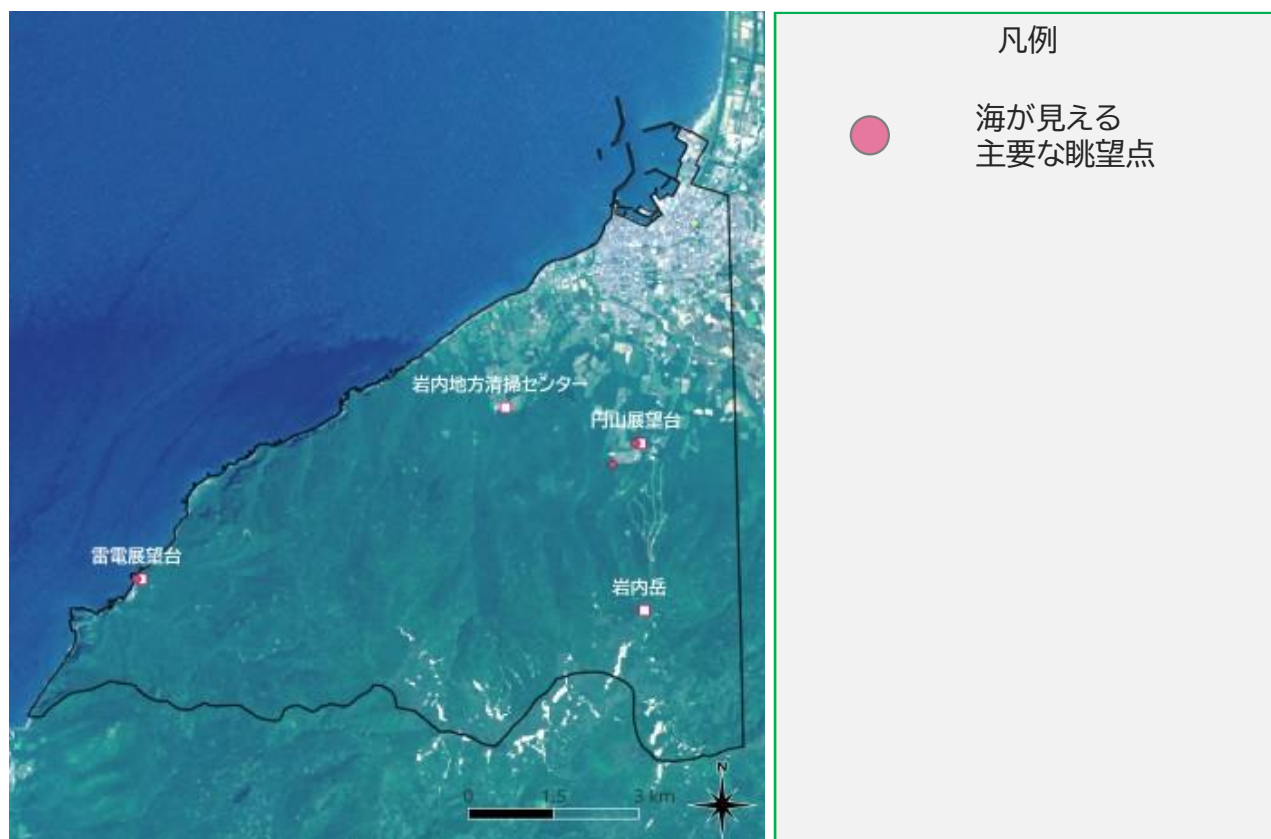 凡例
海が見える
主要な眺望点
岩内地方清掃センター
円山展望台
雷電展望台
岩内岳
N
0 1.5 3 km